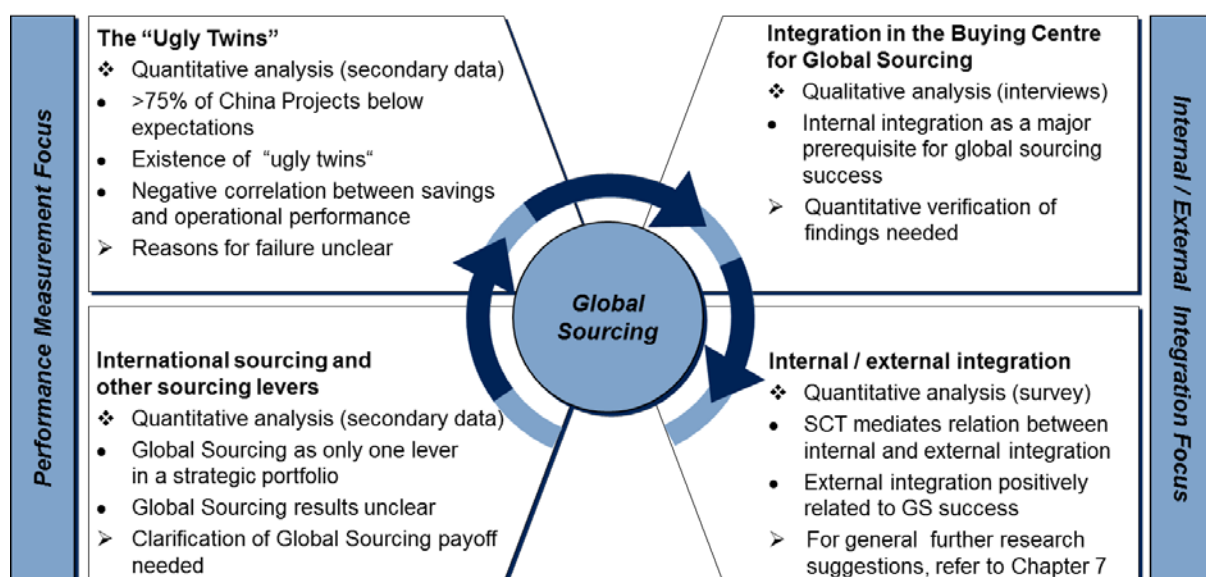 Performance Measurement Focus
The “Ugly Twins”
❖ Quantitative analysis (secondary data)
• >75% of China Projects below
expectations
• Existence of “ugly twins“
• Negative correlation between savings
and operational performance
➢ Reasons for failure unclear
Integration in the Buying Centre
for Global Sourcing
❖ Qualitative analysis (interviews)
• Internal integration as a major
prerequisite for global sourcing
success
➢ Quantitative verification of
findings needed
Global
Sourcing
International sourcing and
other sourcing levers
❖ Quantitative analysis (secondary data)
• Global Sourcing as only one lever
in a strategic portfolio
• Global Sourcing results unclear
➢ Clarification of Global Sourcing payoff
needed
Internal / external integration
❖ Quantitative analysis (survey)
• SCT mediates relation between
internal and external integration
• External integration positively
related to GS success
➢ For general further research
suggestions, refer to Chapter 7
Internal / External Integration Focus